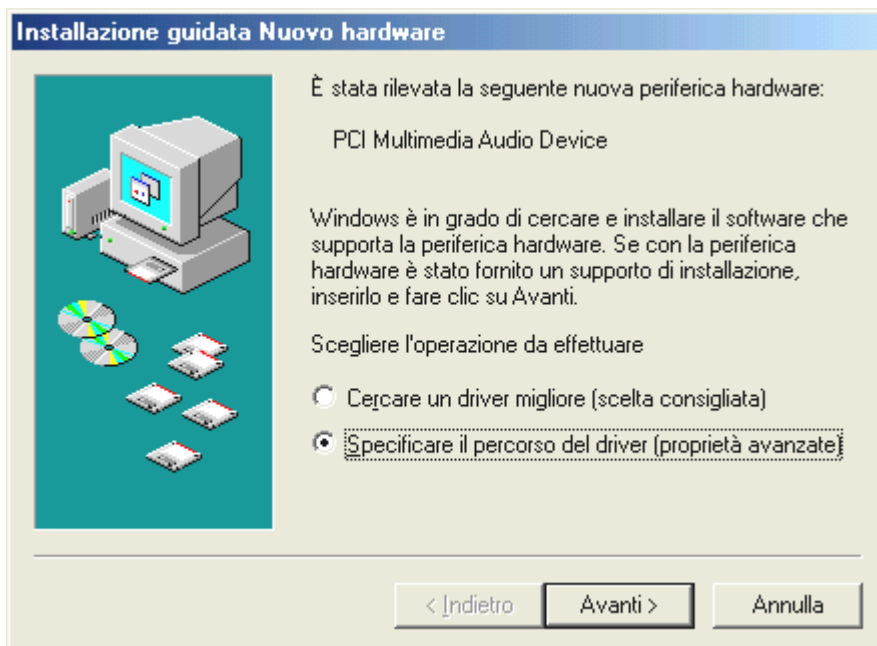 Installazione guidata Nuovo hardware
È stata rilevata la seguente nuova periferica hardware:
PCI Multimedia Audio Device
Windows è in grado di cercare e installare il software che
supporta la periferica hardware. Se con la periferica
hardware è stato fornito un supporto di installazione,
inserirlo e fare clic su Avanti.
Scegliere l'operazione da effettuare
Cercare un driver migliore (scelta consigliata)
Specificare il percorso del driver (proprietà avanzate)
< Indietro
Avanti >
Annulla